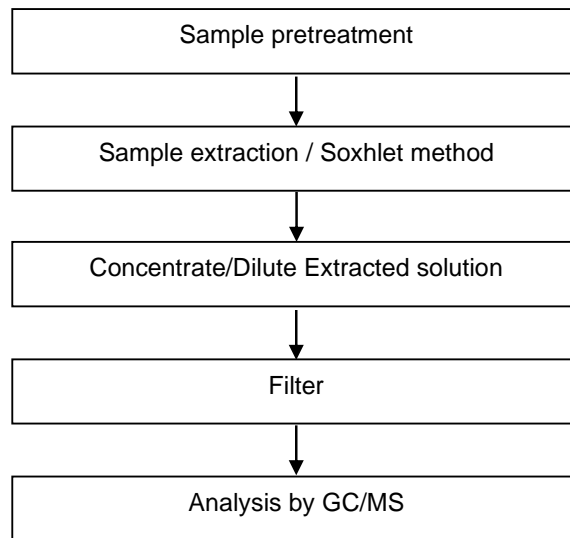 Sample pretreatment
Sample extraction / Soxhlet method
Concentrate/Dilute Extracted solution
Filter
Analysis by GC/MS